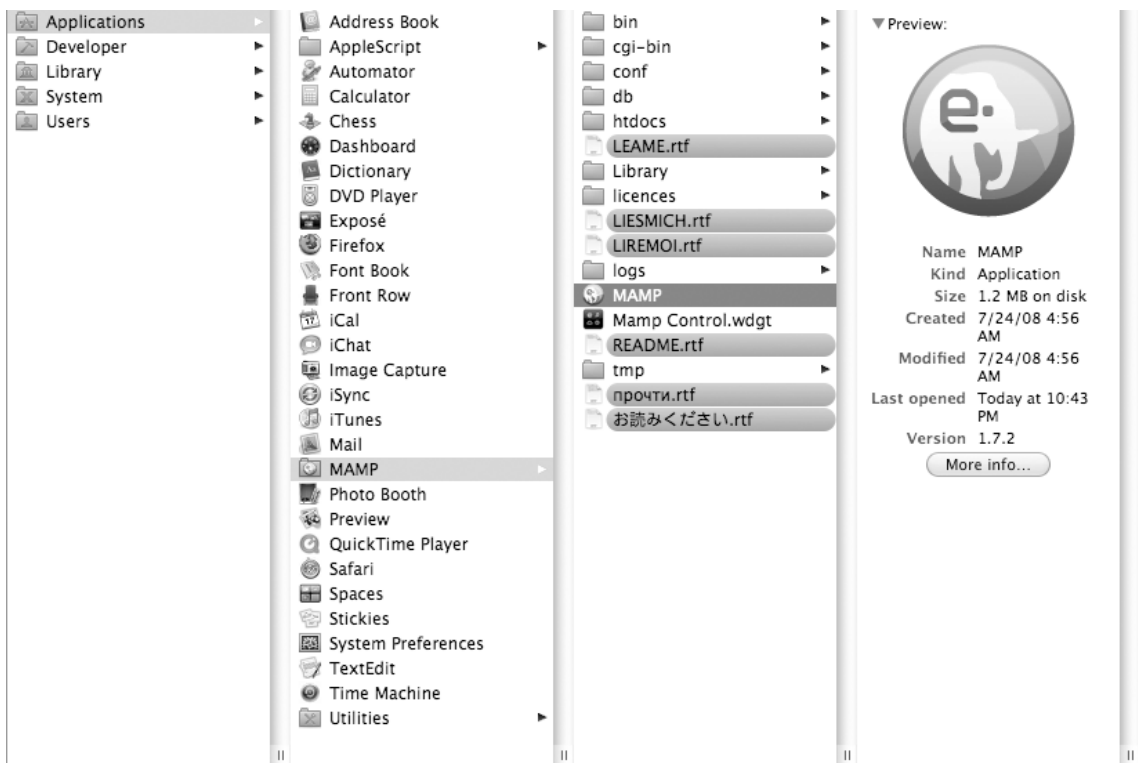 Applications
Developer
Library
System
Users
Address Book
AppleScript
Automator
Calculator
Chess
Dashboard
Dictionary
DVD Player
Exposé
Firefox
Font Book
Front Row
iCal
iChat
Image Capture
iSync
iTunes
Mail
MAMP
Photo Booth
Preview
QuickTime Player
Safari
Spaces
Stickies
System Preferences
TextEdit
Time Machine
Utilities
bin
cgi-bin
conf
db
htdocs
LEAME.rtf
Library
licences
LIESMICH.rtf
LIREMOI.rtf
logs
MAMP
Mamp Control.wdgt
README.rtf
tmp
прочти.rtf
お読みください.rtf
Preview:
e.
Name MAMP
Kind Application
Size 1.2 MB on disk
Created 7/24/08 4:56
AM
Modified 7/24/08 4:56
AM
Last opened Today at 10:43
PM
Version 1.7.2
More info...